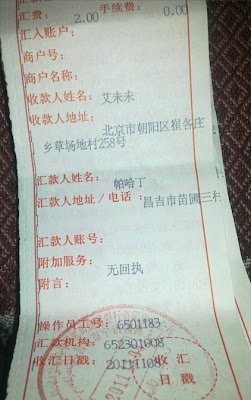 汇费: 2.00 手续费: 0.00
汇入账户:
商户号:
商户名称:
收款人姓名: 艾未未
收款人地址:
北京市朝阳区崔各庄
乡草场地村258号
汇款人姓名: 帕哈丁
汇款人地址/电话: 昌吉市苗圃三村
汇款人账号:
附加服务: 无回执
附言:
操作员工号: 6501183
汇款机构: 652301008
收汇日戳: 20111108
收汇
日戳